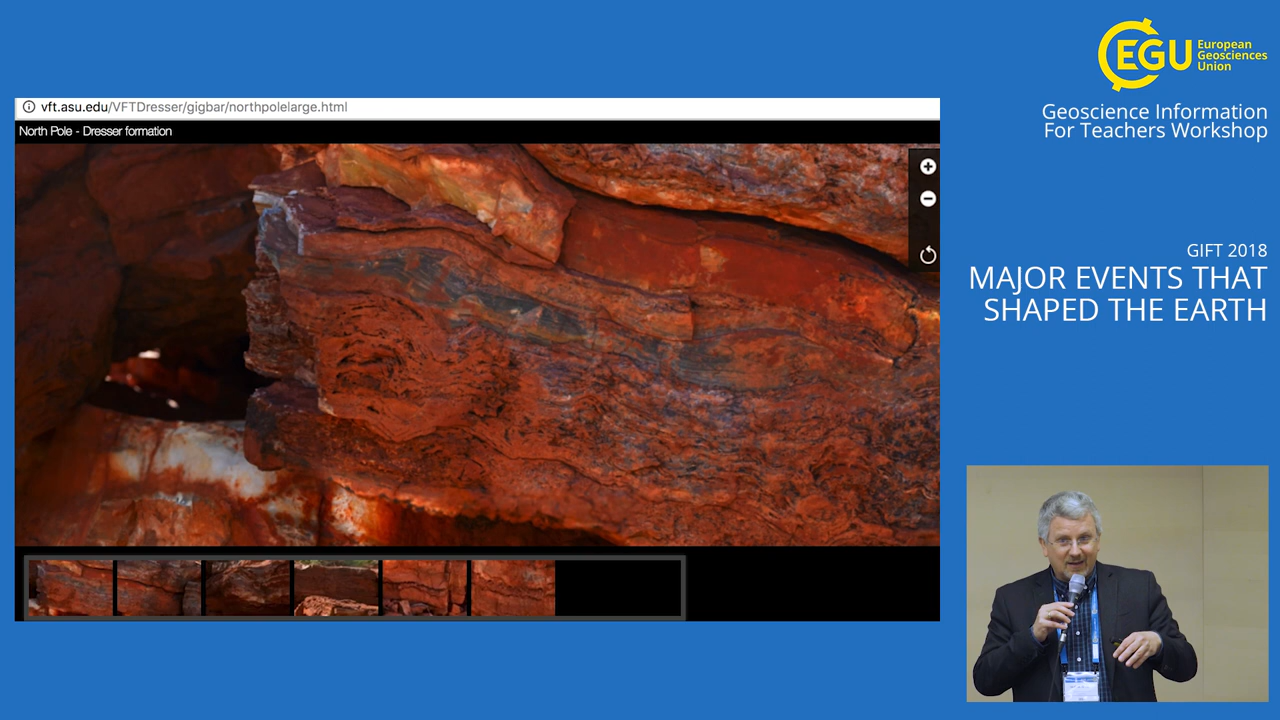 vft.asu.edu/VFTDresser/gigbar/northpolelarge.html
North Pole - Dresser formation
EGU
European
Geosciences
Union
Geoscience Information
For Teachers Workshop
GIFT 2018
MAJOR EVENTS THAT
SHAPED THE EARTH